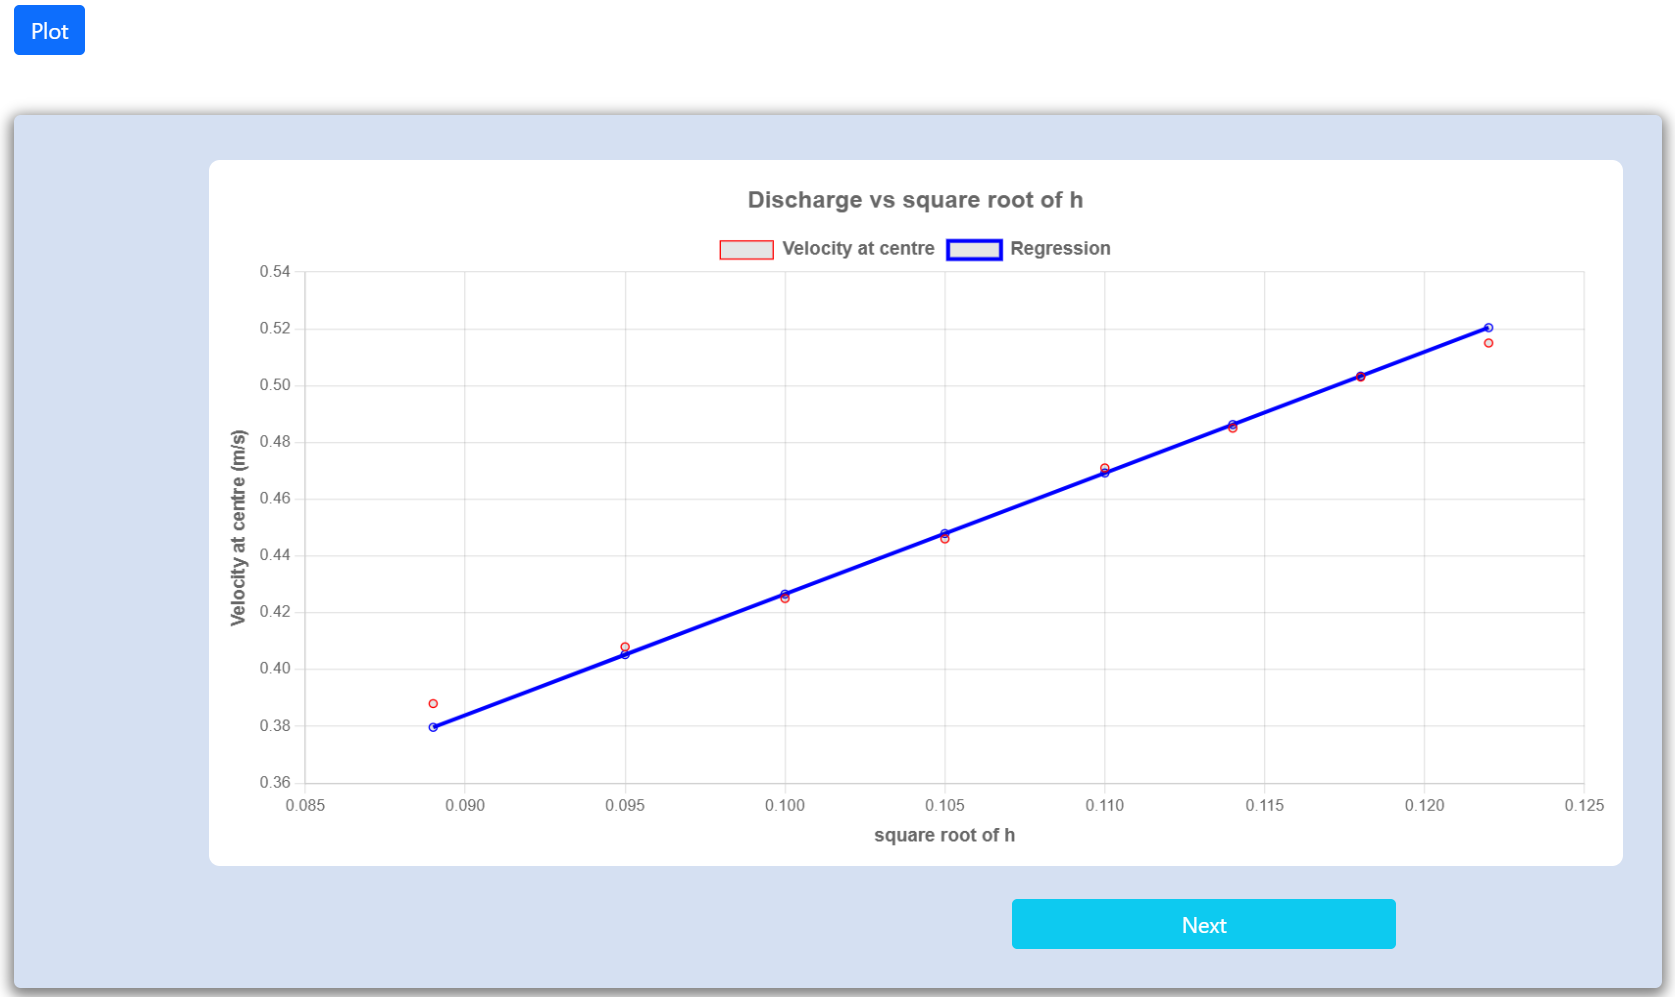 Plot
Discharge vs square root of h
Velocity at centre Regression
0.54
0.52
0.50
0.48
0.46
0.44
0.42
0.40
0.38
0.36
Velocity at centre (m/s)
0.085 0.090 0.095 0.100 0.105 0.110 0.115 0.120 0.125
square root of h
Next